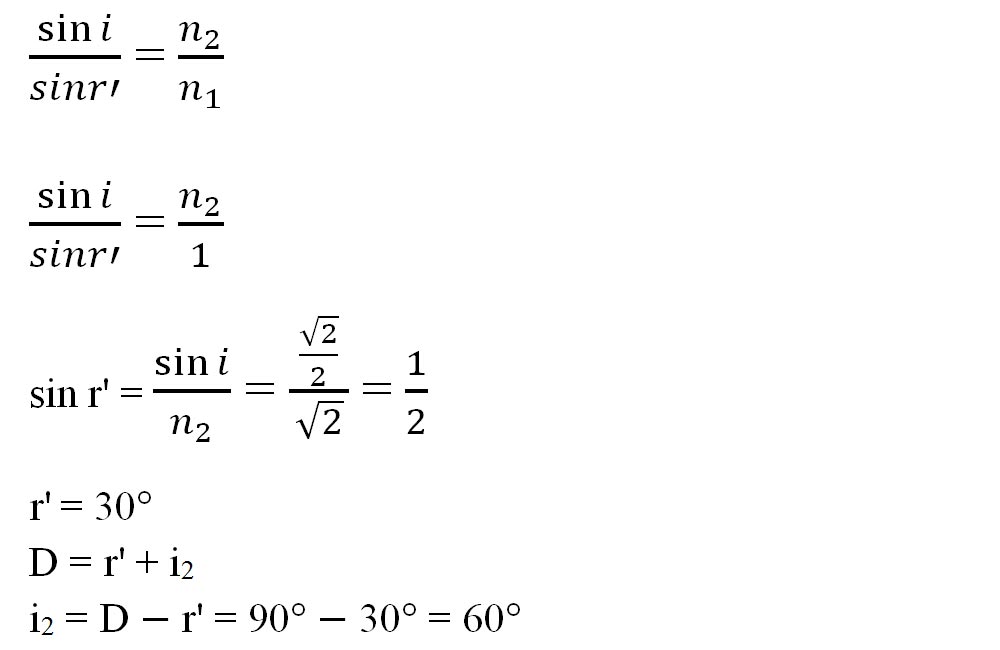 sin i / sinr′ = n₂ / n₁
sin i / sinr′ = n₂ / 1
sin r' = sin i / n₂ = (√2 / 2) / √2 = 1 / 2
r' = 30°
D = r' + i₂
i₂ = D − r' = 90° − 30° = 60°